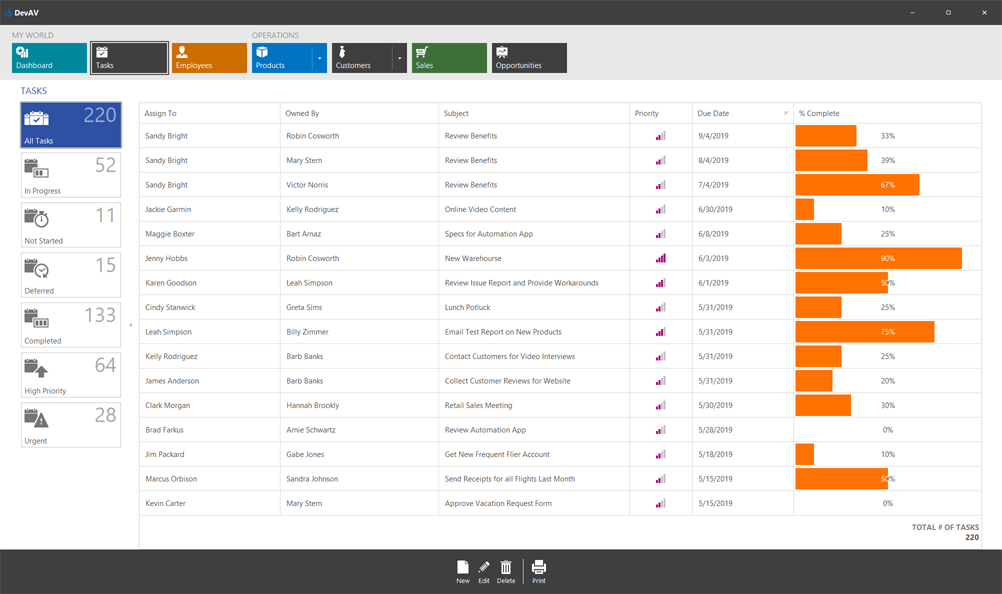 DevAV
MY WORLD
OPERATIONS
Dashboard
Tasks
Employees
Products
Customers
Sales
Opportunities
TASKS
220
All Tasks
52
In Progress
11
Not Started
15
Deferred
133
Completed
64
High Priority
28
Urgent
Assign To Owned By Subject Priority Due Date % Complete
Sandy Bright Robin Cosworth Review Benefits 9/4/2019 33%
Sandy Bright Mary Stern Review Benefits 8/4/2019 39%
Sandy Bright Victor Norris Review Benefits 7/4/2019 67%
Jackie Garmin Kelly Rodriguez Online Video Content 6/30/2019 10%
Maggie Boxter Bart Arnaz Specs for Automation App 6/8/2019 25%
Jenny Hobbs Robin Cosworth New Warehourse 6/3/2019 90%
Karen Goodson Leah Simpson Review Issue Report and Provide Workarounds 6/1/2019 50%
Cindy Stanwick Greta Sims Lunch Potluck 5/31/2019 25%
Leah Simpson Billy Zimmer Email Test Report on New Products 5/31/2019 75%
Kelly Rodriguez Barb Banks Contact Customers for Video Interviews 5/31/2019 25%
James Anderson Barb Banks Collect Customer Reviews for Website 5/31/2019 20%
Clark Morgan Hannah Brookly Retail Sales Meeting 5/30/2019 30%
Brad Farkus Arnie Schwartz Review Automation App 5/28/2019 0%
Jim Packard Gabe Jones Get New Frequent Flier Account 5/18/2019 10%
Marcus Orbison Sandra Johnson Send Receipts for all Flights Last Month 5/15/2019 50%
Kevin Carter Mary Stern Approve Vacation Request Form 5/15/2019 0%
TOTAL # OF TASKS
220
New Edit Delete Print